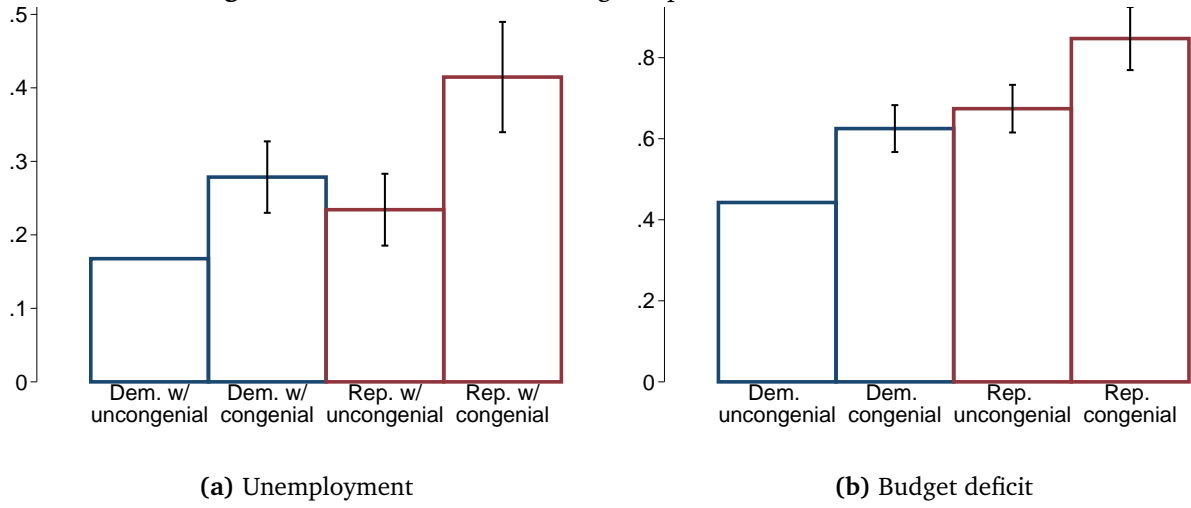 .5
.4
.3
.2
.1
0
Dem. w/ uncongenial
Dem. w/ congenial
Rep. w/ uncongenial
Rep. w/ congenial
(a) Unemployment
.8
.6
.4
.2
0
Dem. uncongenial
Dem. congenial
Rep. uncongenial
Rep. congenial
(b) Budget deficit